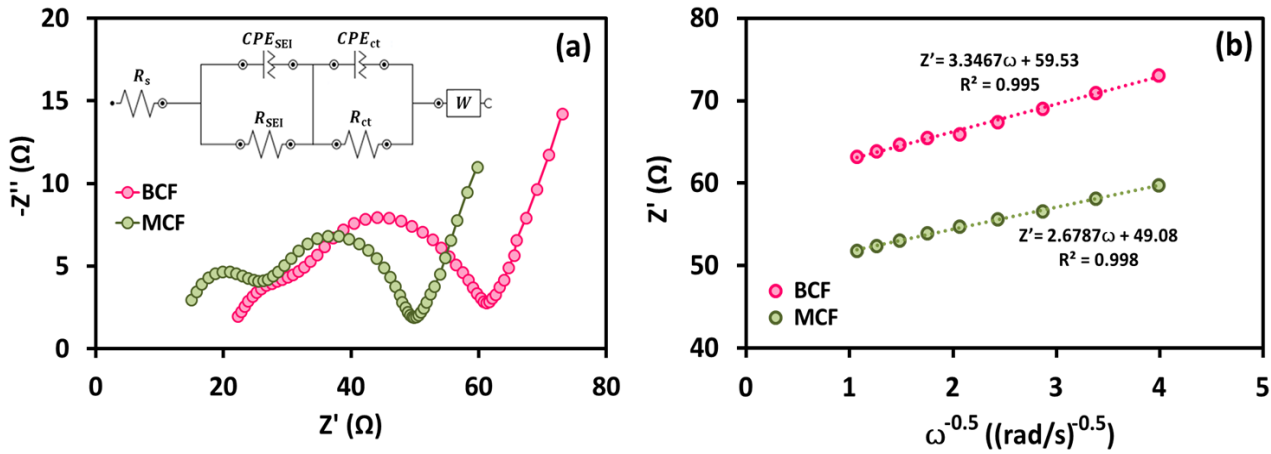 20
15
10
5
0
-Z'' (Ω)
(a)
CPE_SEI
CPE_ct
R_s
R_SEI
R_ct
W
BCF
MCF
0 20 40 60 80
Z' (Ω)
80
70
60
50
40
Z' (Ω)
(b)
Z’= 3.3467ω + 59.53
R² = 0.995
Z’= 2.6787ω + 49.08
R² = 0.998
BCF
MCF
0 1 2 3 4 5
ω^-0.5 ((rad/s)^-0.5)